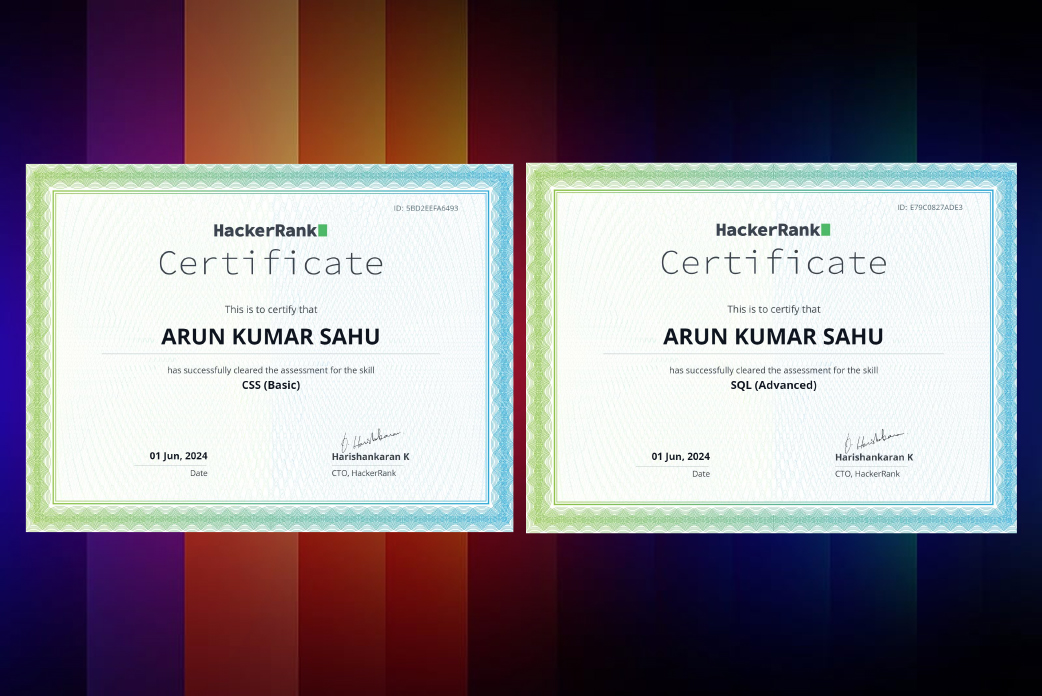 ID: 5BD2EEFA6493
HackerRank
Certificate
This is to certify that
ARUN KUMAR SAHU
has successfully cleared the assessment for the skill
CSS (Basic)
01 Jun, 2024
Date
Harishankaran K
CTO, HackerRank
ID: E79C0827ADE3
HackerRank
Certificate
This is to certify that
ARUN KUMAR SAHU
has successfully cleared the assessment for the skill
SQL (Advanced)
01 Jun, 2024
Date
Harishankaran K
CTO, HackerRank